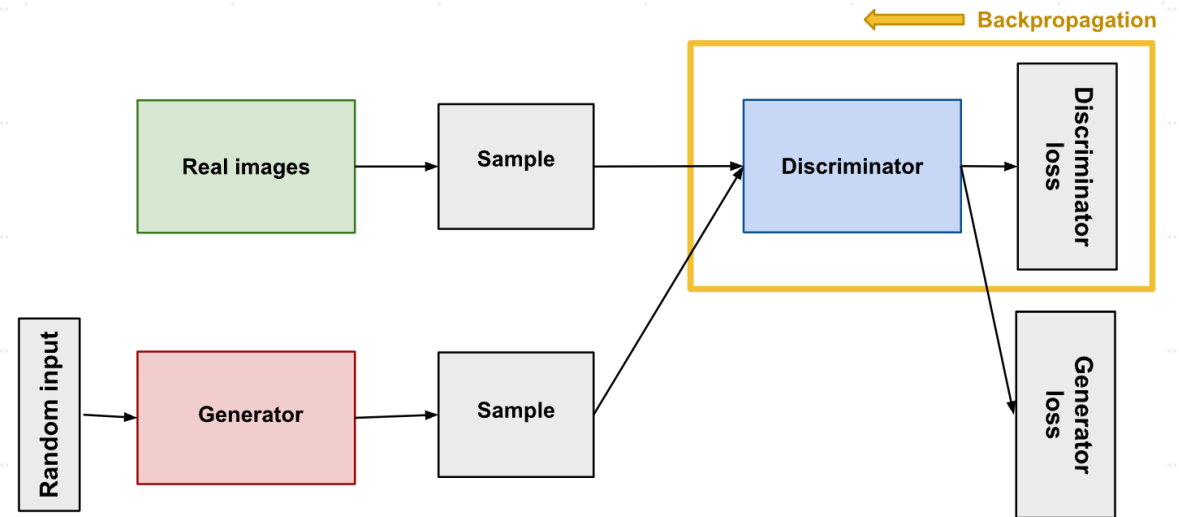 Backpropagation
Real images
Sample
Discriminator
Discriminator
loss
Random input
Generator
Sample
Generator
loss